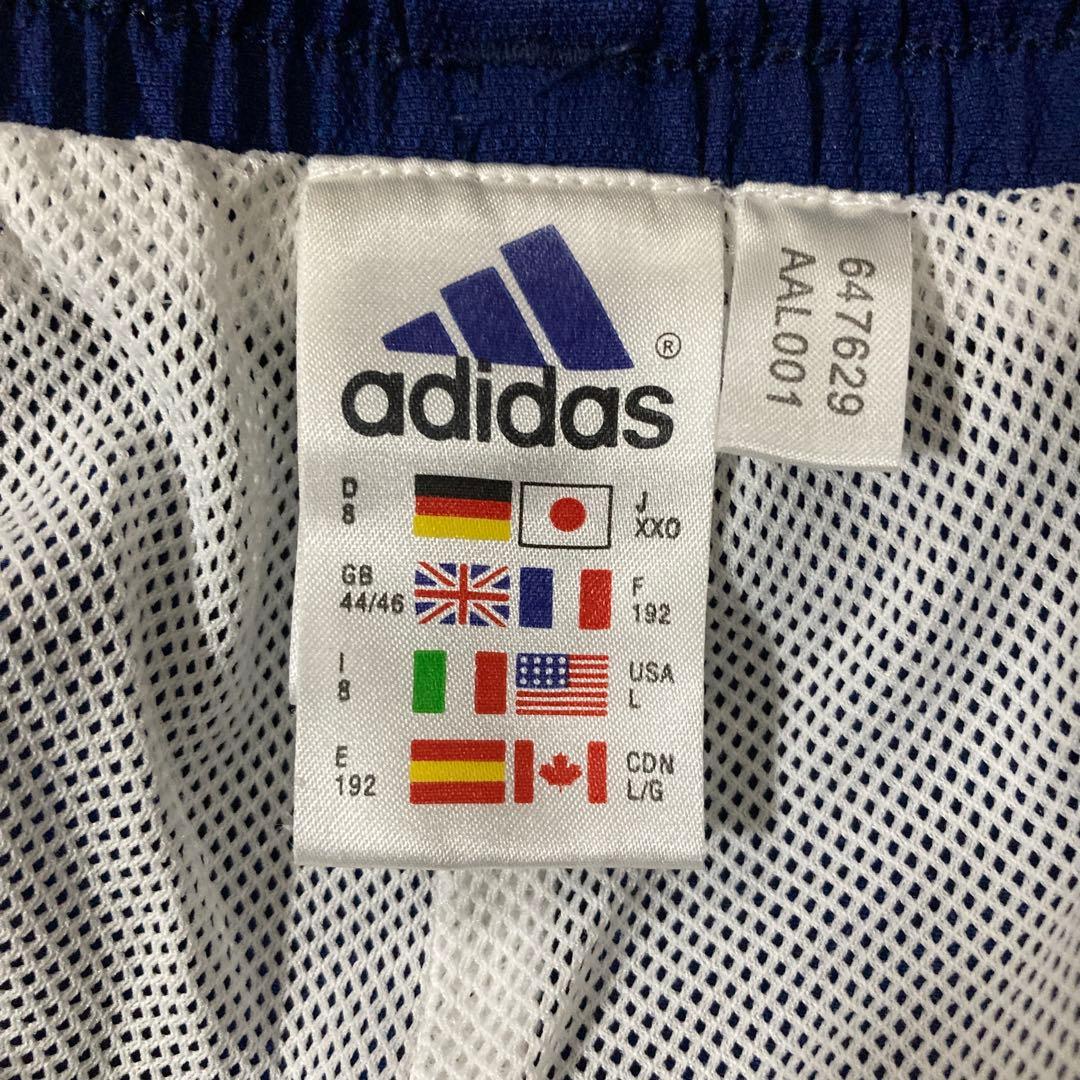 ®
adidas
D
8
J
XXO
GB
44/46
F
192
I
8
USA
L
E
192
CDN
L/G
647629
AAL001